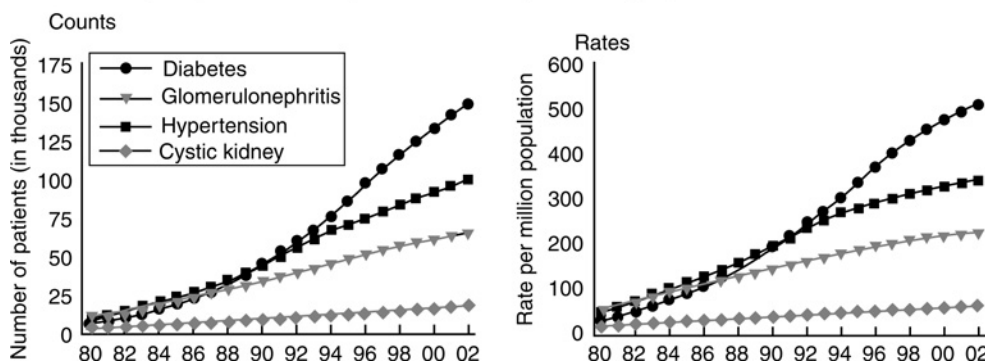 Counts
Number of patients (in thousands)
175
150
125
100
75
50
25
0
Diabetes
Glomerulonephritis
Hypertension
Cystic kidney
80 82 84 86 88 90 92 94 96 98 00 02
Rates
Rate per million population
600
500
400
300
200
100
0
80 82 84 86 88 90 92 94 96 98 00 02